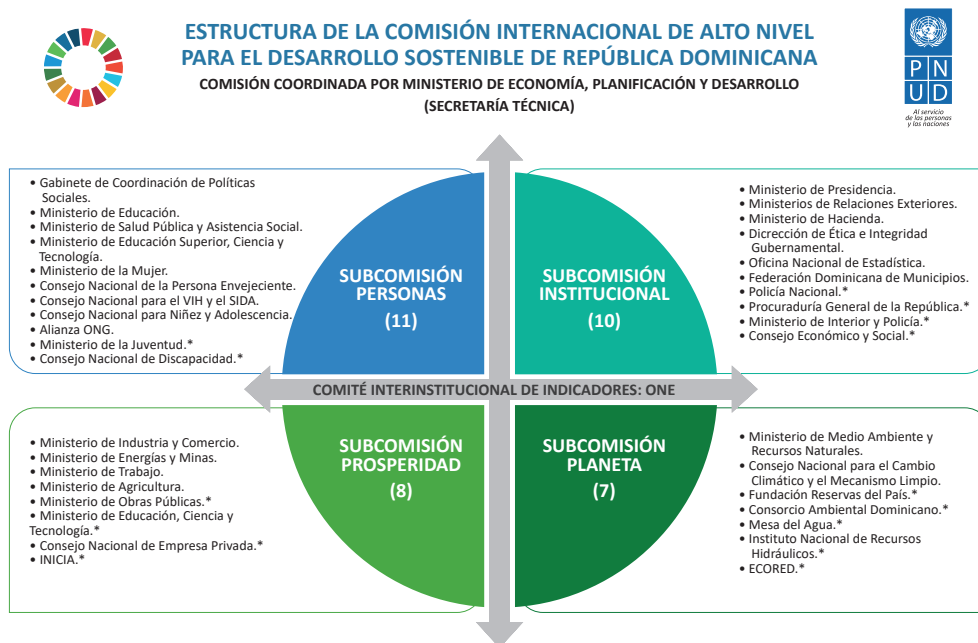 ESTRUCTURA DE LA COMISIÓN INTERNACIONAL DE ALTO NIVEL
PARA EL DESARROLLO SOSTENIBLE DE REPÚBLICA DOMINICANA
COMISIÓN COORDINADA POR MINISTERIO DE ECONOMÍA, PLANIFICACIÓN Y DESARROLLO
(SECRETARÍA TÉCNICA)
P N
U D
Al servicio
de las personas
y las naciones
• Gabinete de Coordinación de Políticas
Sociales.
• Ministerio de Educación.
• Ministerio de Salud Pública y Asistencia Social.
• Ministerio de Educación Superior, Ciencia y
Tecnología.
• Ministerio de la Mujer.
• Consejo Nacional de la Persona Envejeciente.
• Consejo Nacional para el VIH y el SIDA.
• Consejo Nacional para Niñez y Adolescencia.
• Alianza ONG.
• Ministerio de la Juventud.*
• Consejo Nacional de Discapacidad.*
SUBCOMISIÓN
PERSONAS
(11)
SUBCOMISIÓN
INSTITUCIONAL
(10)
• Ministerio de Presidencia.
• Ministerios de Relaciones Exteriores.
• Ministerio de Hacienda.
• Dicrección de Ética e Integridad
Gubernamental.
• Oficina Nacional de Estadística.
• Federación Dominicana de Municipios.
• Policía Nacional.*
• Procuraduría General de la República.*
• Ministerio de Interior y Policía.*
• Consejo Económico y Social.*
COMITÉ INTERINSTITUCIONAL DE INDICADORES: ONE
• Ministerio de Industria y Comercio.
• Ministerio de Energías y Minas.
• Ministerio de Trabajo.
• Ministerio de Agricultura.
• Ministerio de Obras Públicas.*
• Ministerio de Educación, Ciencia y
Tecnología.*
• Consejo Nacional de Empresa Privada.*
• INICIA.*
SUBCOMISIÓN
PROSPERIDAD
(8)
SUBCOMISIÓN
PLANETA
(7)
• Ministerio de Medio Ambiente y
Recursos Naturales.
• Consejo Nacional para el Cambio
Climático y el Mecanismo Limpio.
• Fundación Reservas del País.*
• Consorcio Ambiental Dominicano.*
• Mesa del Agua.*
• Instituto Nacional de Recursos
Hidráulicos.*
• ECORED.*